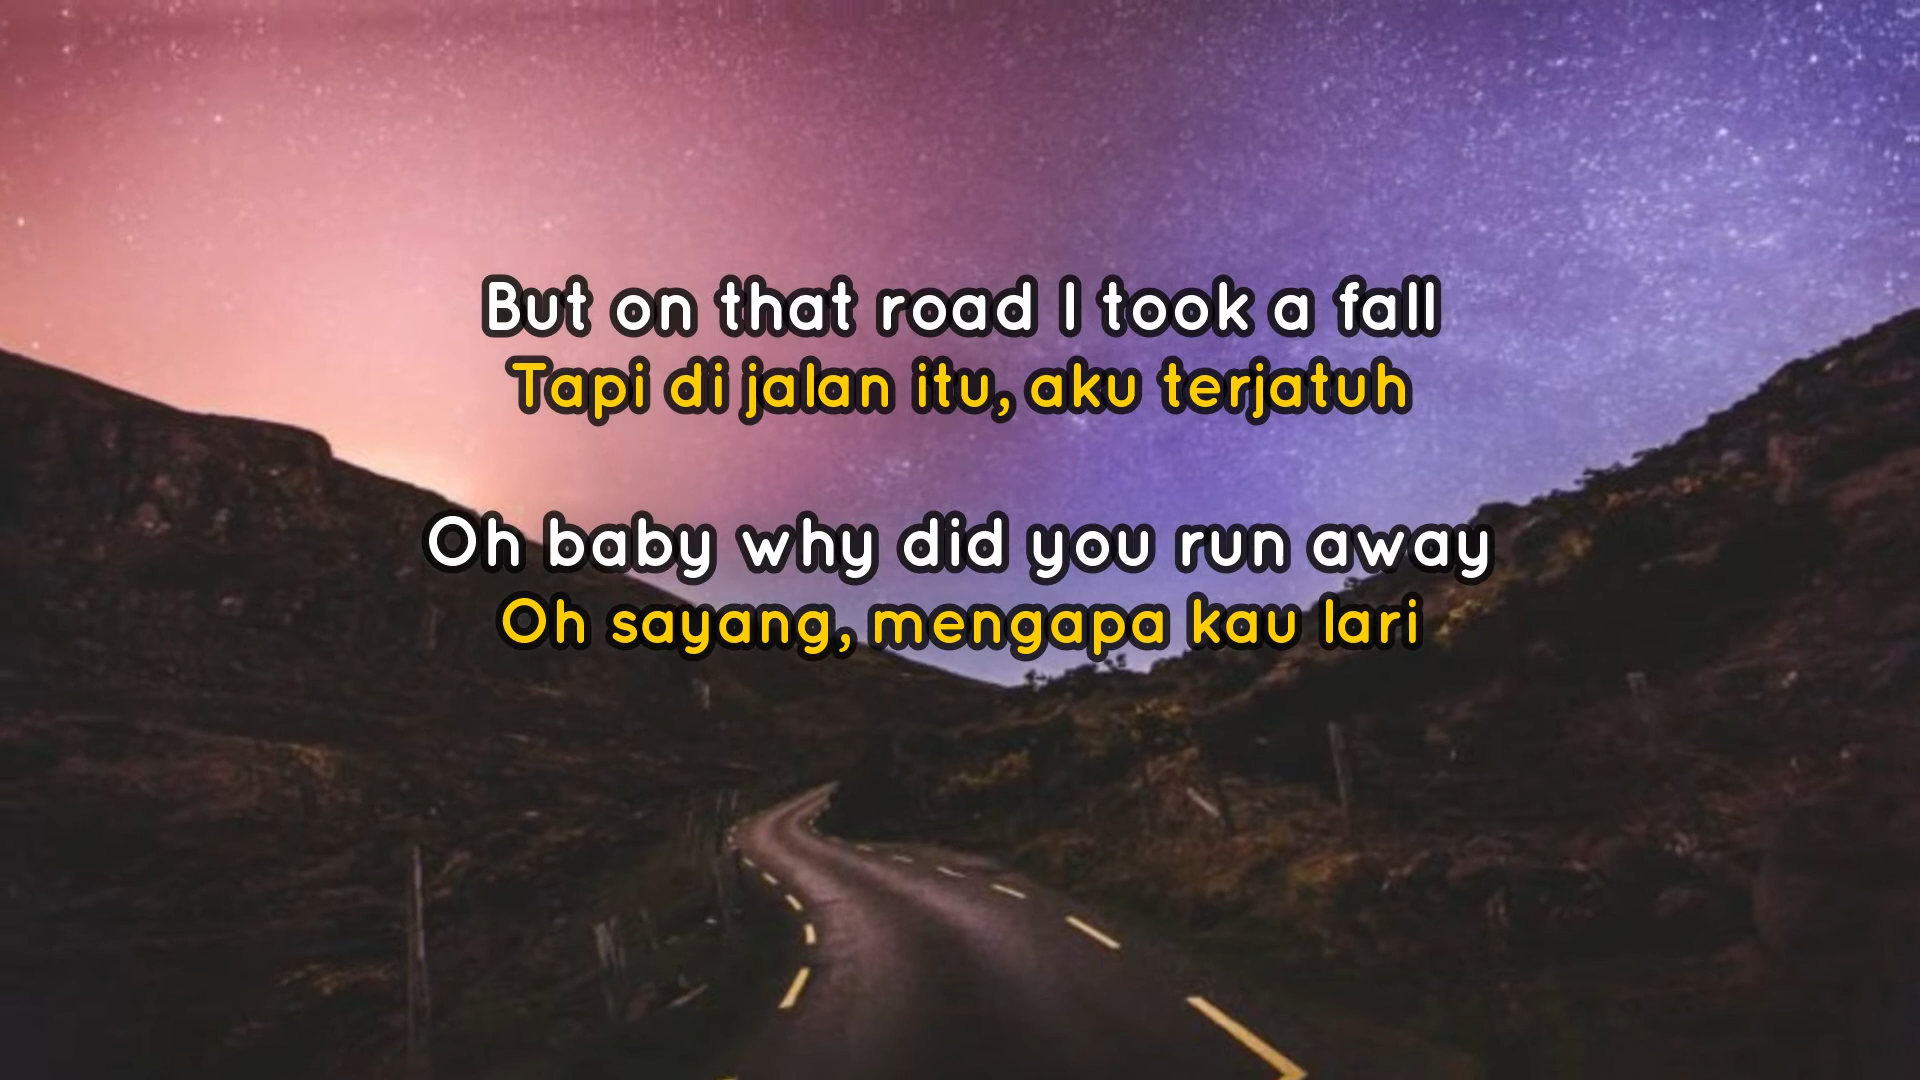 But on that road I took a fall
Tapi di jalan itu, aku terjatuh
Oh baby why did you run away
Oh sayang, mengapa kau lari